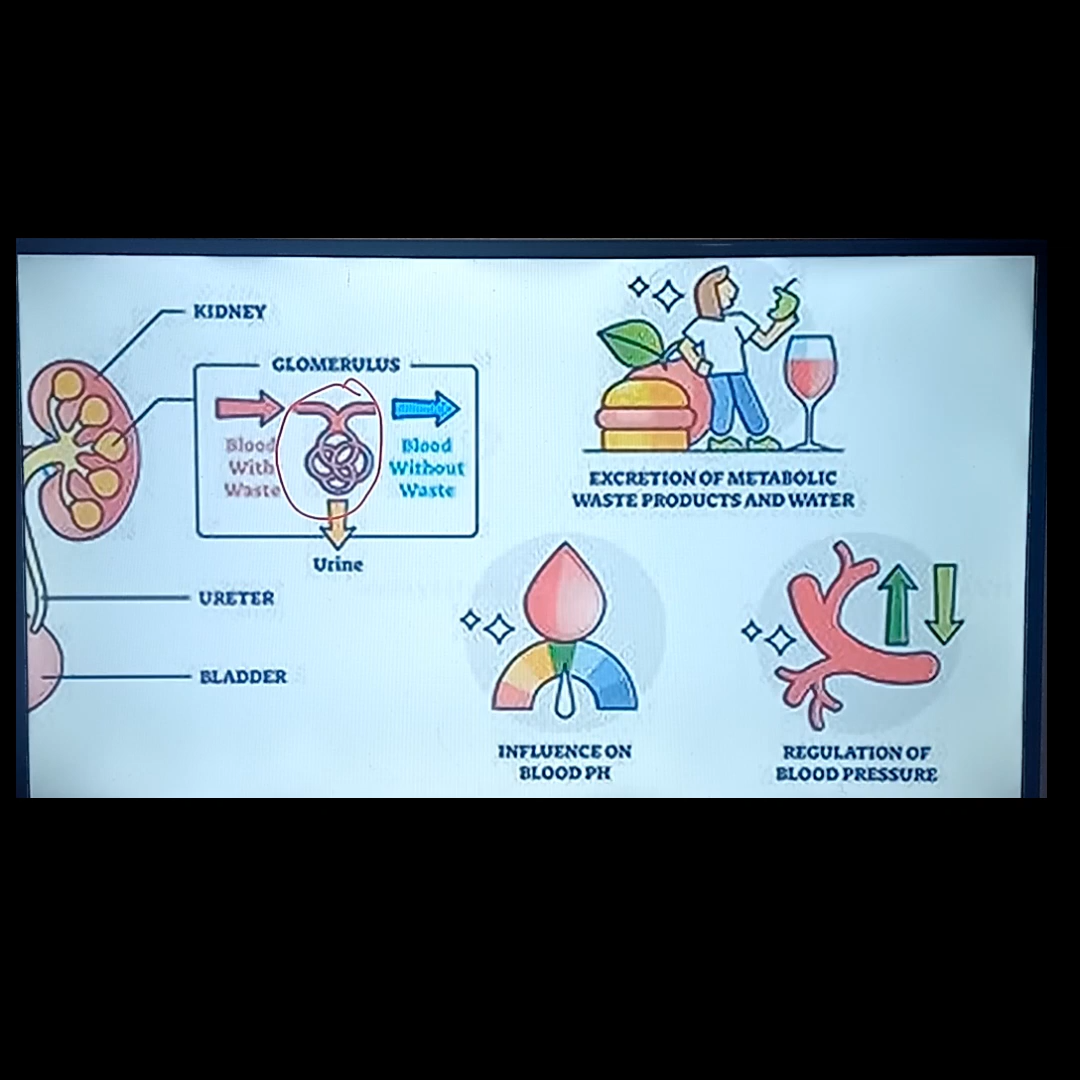 KIDNEY
GLOMERULUS
Blood
With
Waste
Blood
Without
Waste
Urine
URETER
BLADDER
EXCRETION OF METABOLIC
WASTE PRODUCTS AND WATER
INFLUENCE ON
BLOOD PH
REGULATION OF
BLOOD PRESSURE